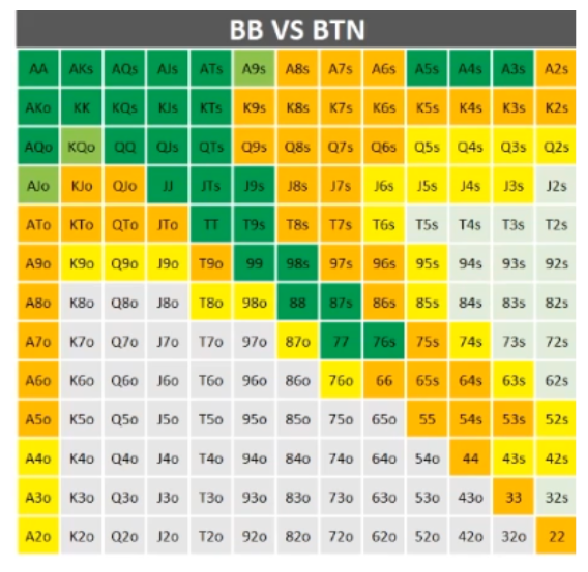 BB VS BTN
AA AKs AQs AJs ATs A9s A8s A7s A6s A5s A4s A3s A2s
AKo KK KQs KJs KTs K9s K8s K7s K6s K5s K4s K3s K2s
AQo KQo QQ QJs QTs Q9s Q8s Q7s Q6s Q5s Q4s Q3s Q2s
AJo KJo QJo JJ JTs J9s J8s J7s J6s J5s J4s J3s J2s
ATo KTo QTo JTo TT T9s T8s T7s T6s T5s T4s T3s T2s
A9o K9o Q9o J9o T9o 99 98s 97s 96s 95s 94s 93s 92s
A8o K8o Q8o J8o T8o 98o 88 87s 86s 85s 84s 83s 82s
A7o K7o Q7o J7o T7o 97o 87o 77 76s 75s 74s 73s 72s
A6o K6o Q6o J6o T6o 96o 86o 76o 66 65s 64s 63s 62s
A5o K5o Q5o J5o T5o 95o 85o 75o 65o 55 54s 53s 52s
A4o K4o Q4o J4o T4o 94o 84o 74o 64o 54o 44 43s 42s
A3o K3o Q3o J3o T3o 93o 83o 73o 63o 53o 43o 33 32s
A2o K2o Q2o J2o T2o 92o 82o 72o 62o 52o 42o 32o 22